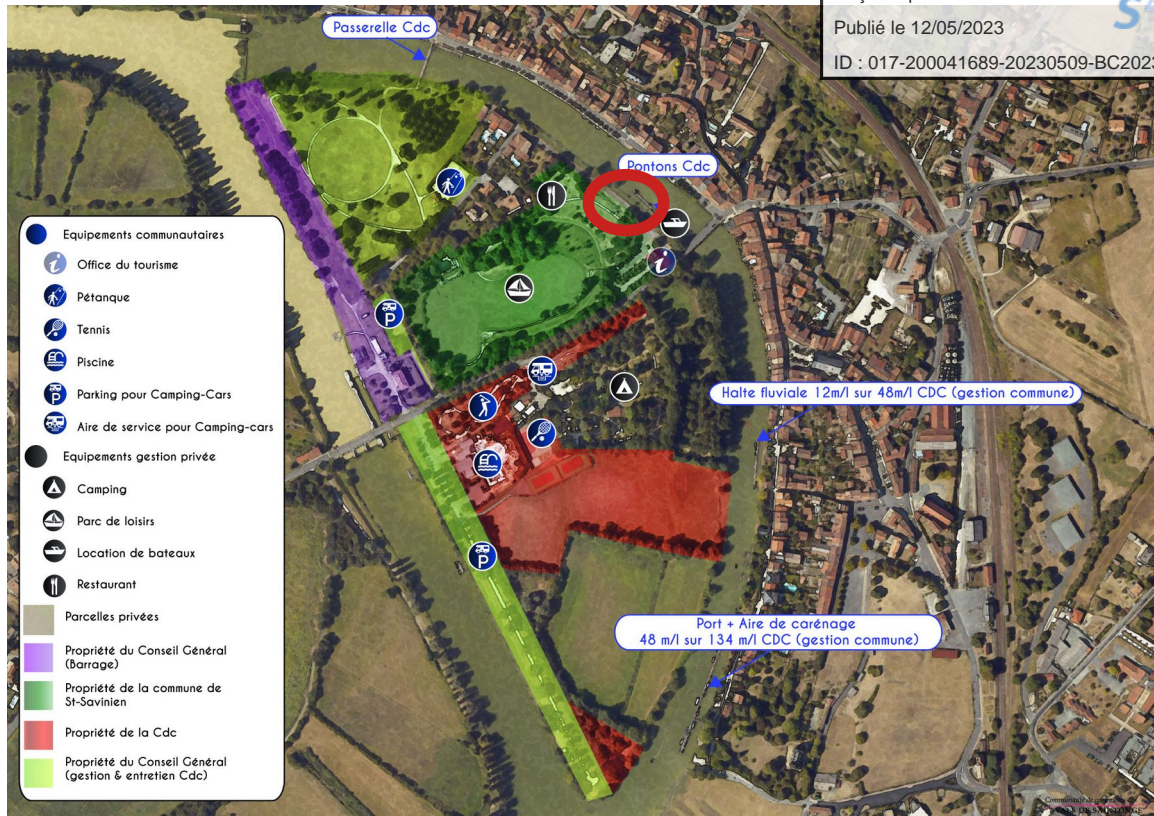 Publié le 12/05/2023
ID : 017-200041689-20230509-BC2023
Passerelle Cdc
Pontons Cdc
Equipements communautaires
Office du tourisme
Pétanque
Tennis
Piscine
Parking pour Camping-Cars
Aire de service pour Camping-cars
Equipements gestion privée
Camping
Parc de loisirs
Location de bateaux
Restaurant
Parcelles privées
Propriété du Conseil Général
(Barrage)
Propriété de la commune de
St-Savinien
Propriété de la Cdc
Propriété du Conseil Général
(gestion & entretien Cdc)
P
i
Halte fluviale 12m/l sur 48m/l CDC (gestion commune)
P
Port + Aire de carénage
48 m/l sur 134 m/l CDC (gestion commune)